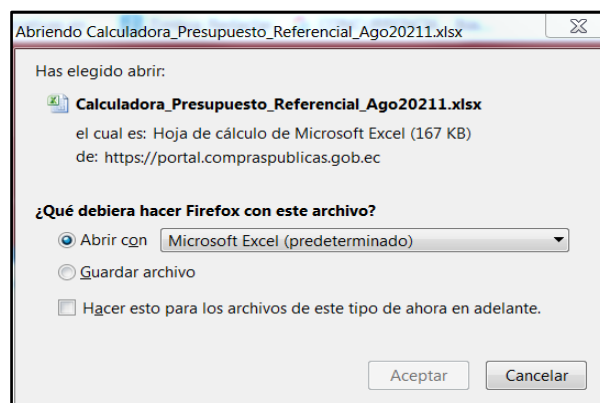 Abriendo Calculadora_Presupuesto_Referencial_Ago20211.xlsx
Has elegido abrir:
Calculadora_Presupuesto_Referencial_Ago20211.xlsx
el cual es: Hoja de cálculo de Microsoft Excel (167 KB)
de: https://portal.compraspublicas.gob.ec
¿Qué debiera hacer Firefox con este archivo?
Abrir con Microsoft Excel (predeterminado)
Guardar archivo
Hacer esto para los archivos de este tipo de ahora en adelante.
Aceptar Cancelar